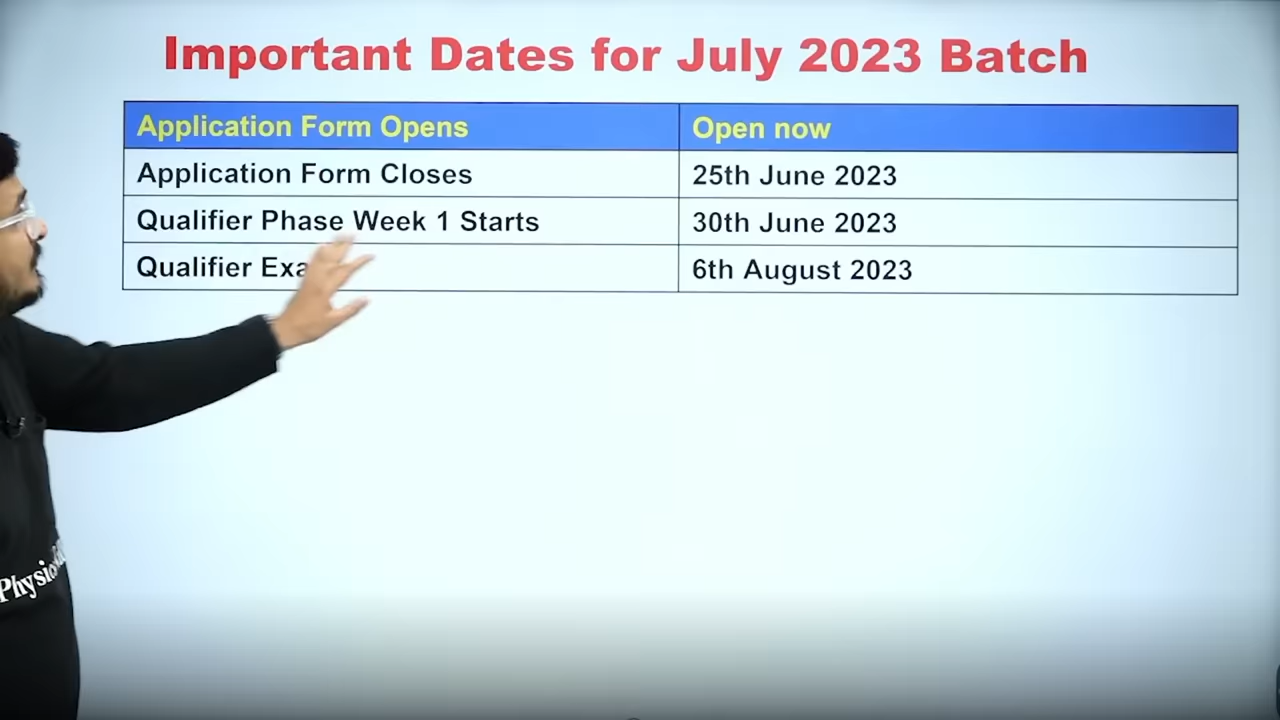 Important Dates for July 2023 Batch
Application Form Opens Open now
Application Form Closes 25th June 2023
Qualifier Phase Week 1 Starts 30th June 2023
Qualifier 6th August 2023